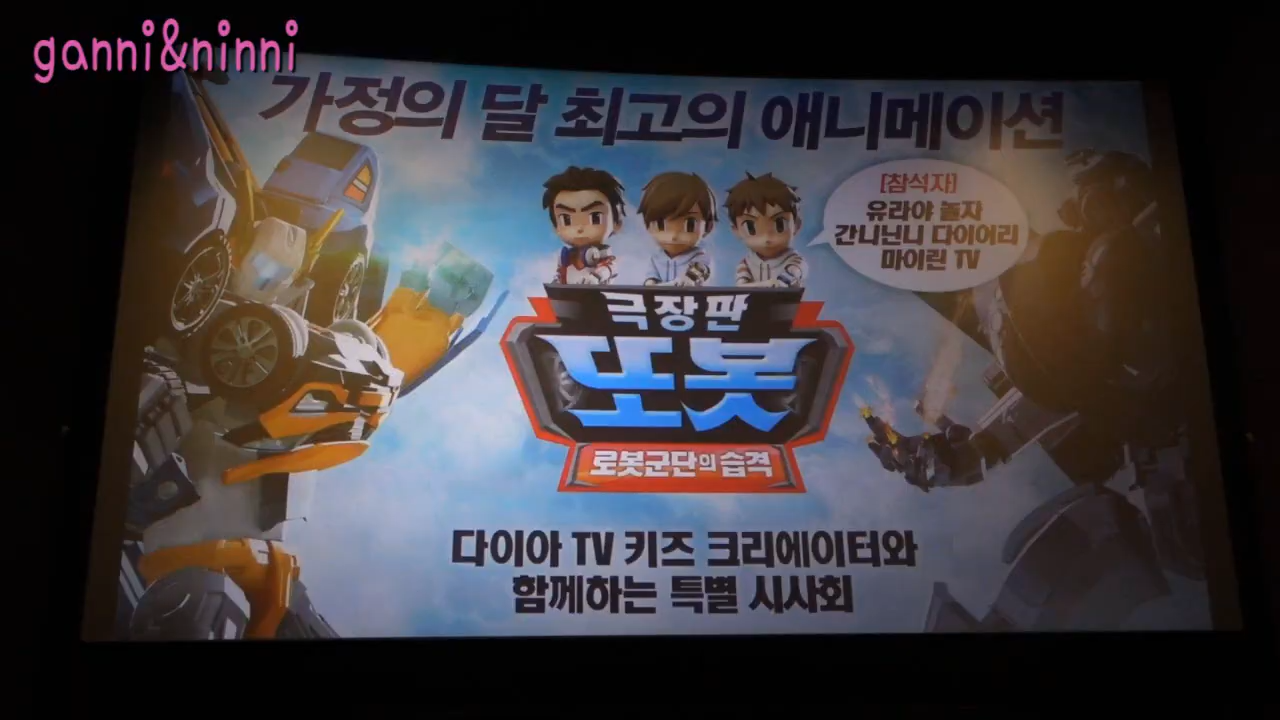 ganni&ninni
가정의 달 최고의 애니메이션
[참석자]
유라야 놀자
간니닌니 다이어리
마이린 TV
극장판
또봇
로봇군단의 습격
다이아 TV 키즈 크리에이터와
함께하는 특별 시사회